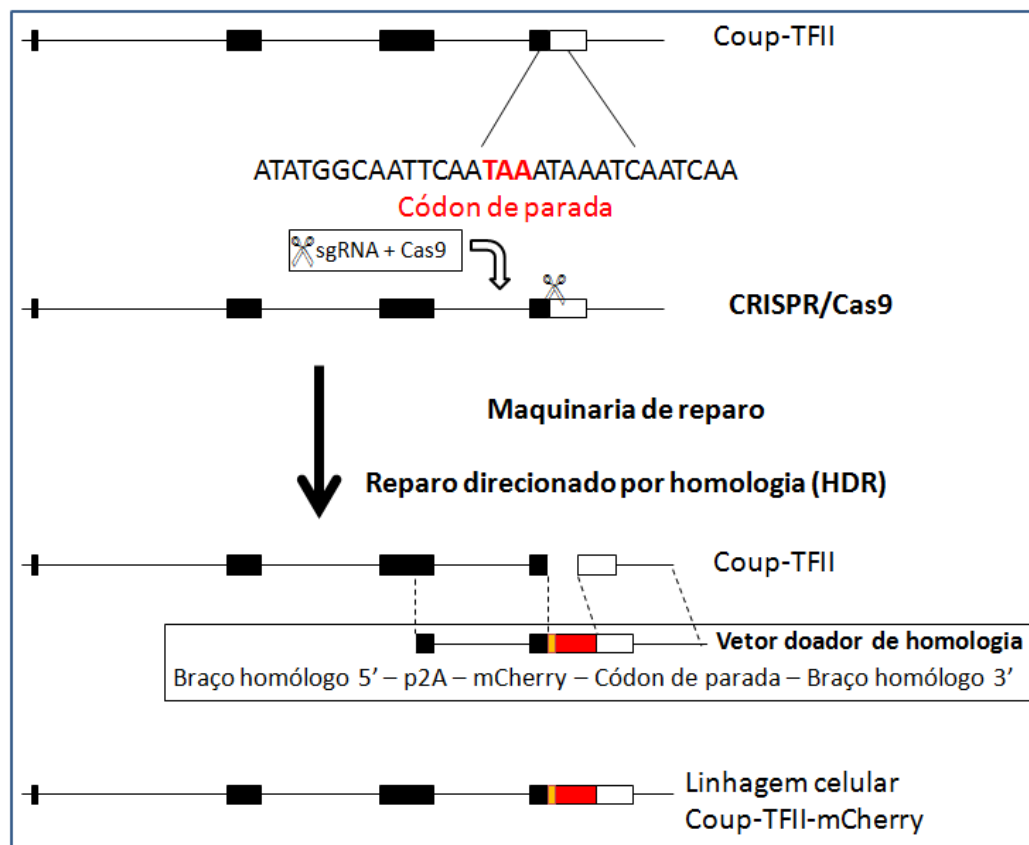 Coup-TFII
ATATGGCAATTCAATAAATAAATCAATCAA
Códon de parada
sgRNA + Cas9
CRISPR/Cas9
Maquinaria de reparo
Reparo direcionado por homologia (HDR)
Coup-TFII
Vetor doador de homologia
Braço homólogo 5’ – p2A – mCherry – Códon de parada – Braço homólogo 3’
Linhagem celular
Coup-TFII-mCherry